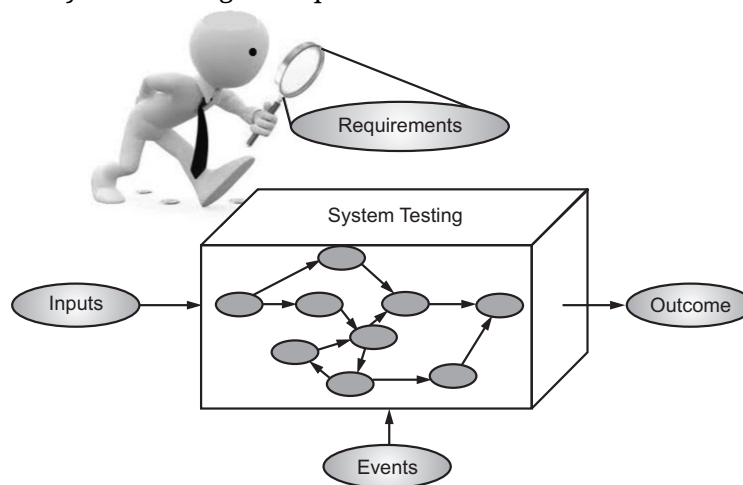 Requirements
System Testing
Inputs
Outcome
Events